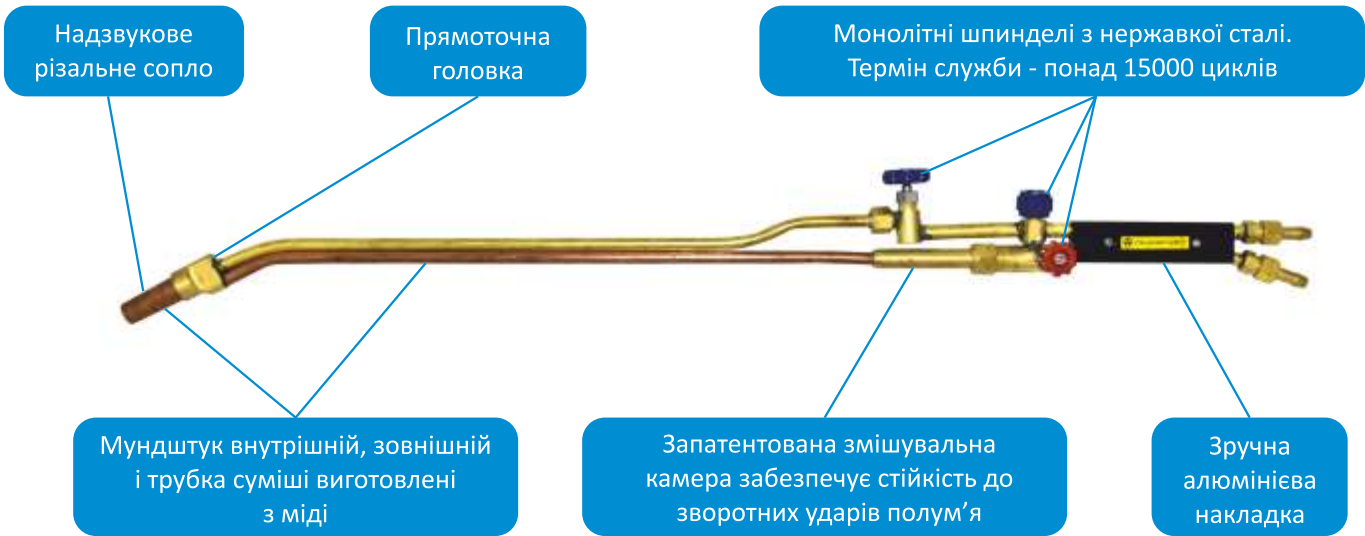 Надзвукове
різальне сопло
Прямоточна
головка
Монолітні шпинделі з нержавкої сталі.
Термін служби - понад 15000 циклів
Мундштук внутрішній, зовнішній
і трубка суміші виготовлені
з міді
Запатентована змішувальна
камера забезпечує стійкість до
зворотних ударів полум’я
Зручна
алюмінієва
накладка